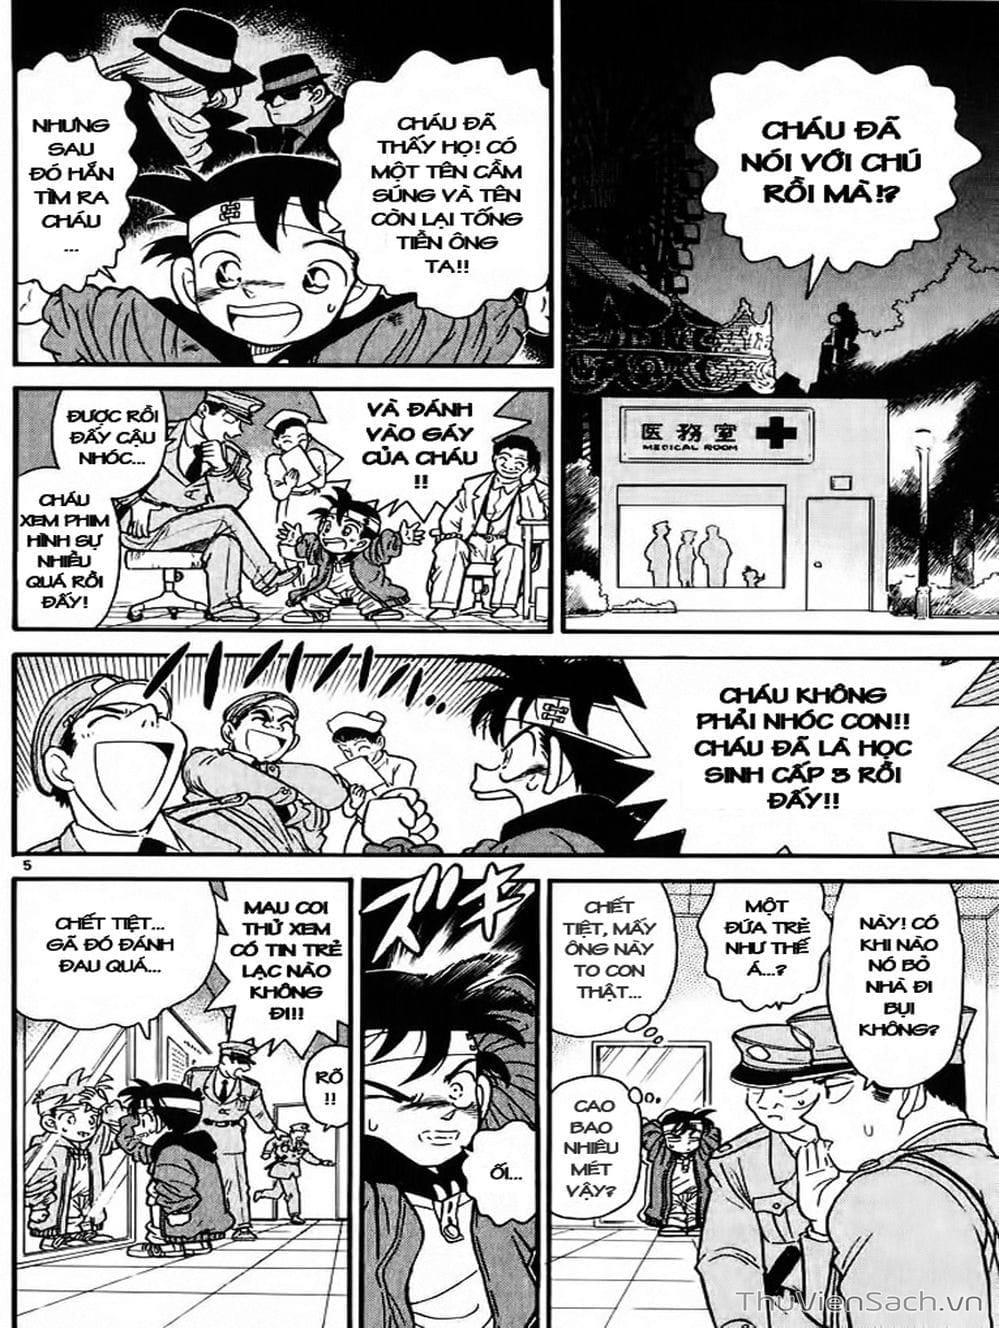 CHÁU ĐÃ
NÓI VỚI CHÚ
RỒI MÀ!?
医務室
MEDICAL ROOM
CHÁU ĐÃ
THẤY HỌ! CÓ
MỘT TÊN CẦM
SÚNG VÀ TÊN
CÒN LẠI TỐNG
TIỀN ÔNG
TA!!
NHƯNG
SAU
ĐÓ HẮN
TÌM RA
CHÁU
...
VÀ ĐÁNH
VÀO GÁY
CỦA CHÁU
!!
ĐƯỢC RỒI
ĐẤY CẬU
NHÓC...
CHÁU
XEM PHIM
HÌNH SỰ
NHIỀU
QUÁ RỒI
ĐẤY!
CHÁU KHÔNG
PHẢI NHÓC CON!!
CHÁU ĐÃ LÀ HỌC
SINH CẤP 3 RỒI
ĐẤY!!
5
NÀY! CÓ
KHI NÀO
NÓ BỎ
NHÀ ĐI
BỤI
KHÔNG?
MỘT
ĐỨA TRẺ
NHƯ THẾ
Á...?
CHẾT
TIỆT, MẤY
ÔNG NÀY
TO CON
THẬT...
CAO
BAO
NHIÊU
MÉT
VẬY?
ズキ
ỐI...
MAU COI
THỬ XEM
CÓ TIN TRẺ
LẠC NÀO
KHÔNG
ĐI!!
RÕ
!!
CHẾT TIỆT...
GÃ ĐÓ ĐÁNH
ĐAU QUÁ...
ThuVienSach.vn